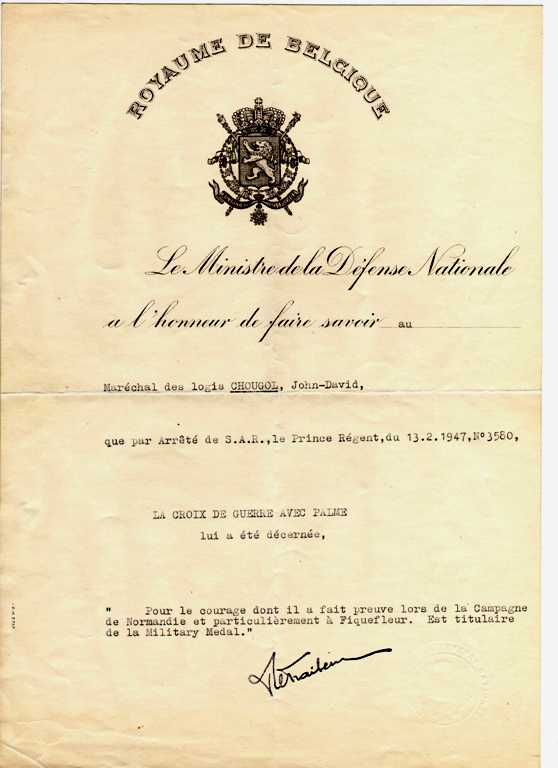 ROYAUME DE BELGIQUE
Le Ministre de la Défense Nationale
a l'honneur de faire savoir au
Maréchal des logis CHOUGOL, John-David,
que par Arrêté de S.A.R.,le Prince Régent,du 13.2.1947,N°3580,
LA CROIX DE GUERRE AVEC PALME
lui a été décernée,
" Pour le courage dont il a fait preuve lors de la Campagne
de Normandie et particulièrement à Fiquefleur. Est titulaire
de la Military Medal."